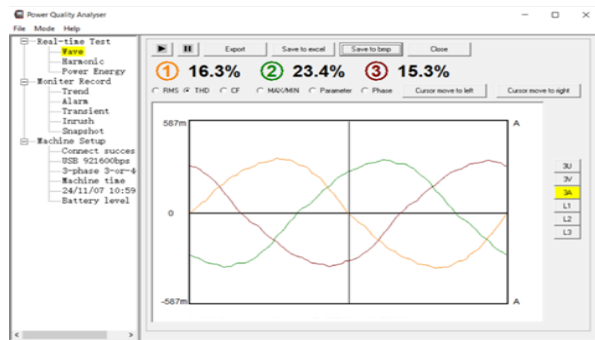 Power Quality Analyser
File Mode Help
Real-time Test
Wave
Harmonic
Power Energy
Moniter Record
Trend
Alarm
Transient
Inrush
Snapshot
Machine Setup
Connect succes
USB 921600bps
3-phase 3-or-4
Machine time
24/11/07 10:59
Battery level
Export Save to excel Save to bmp Close
1 16.3% 2 23.4% 3 15.3%
RMS THD CF MAX/MIN Parameter Phase Cursor move to left Cursor move to right
587m A
0
-587m A
3U
3V
3A
L1
L2
L3